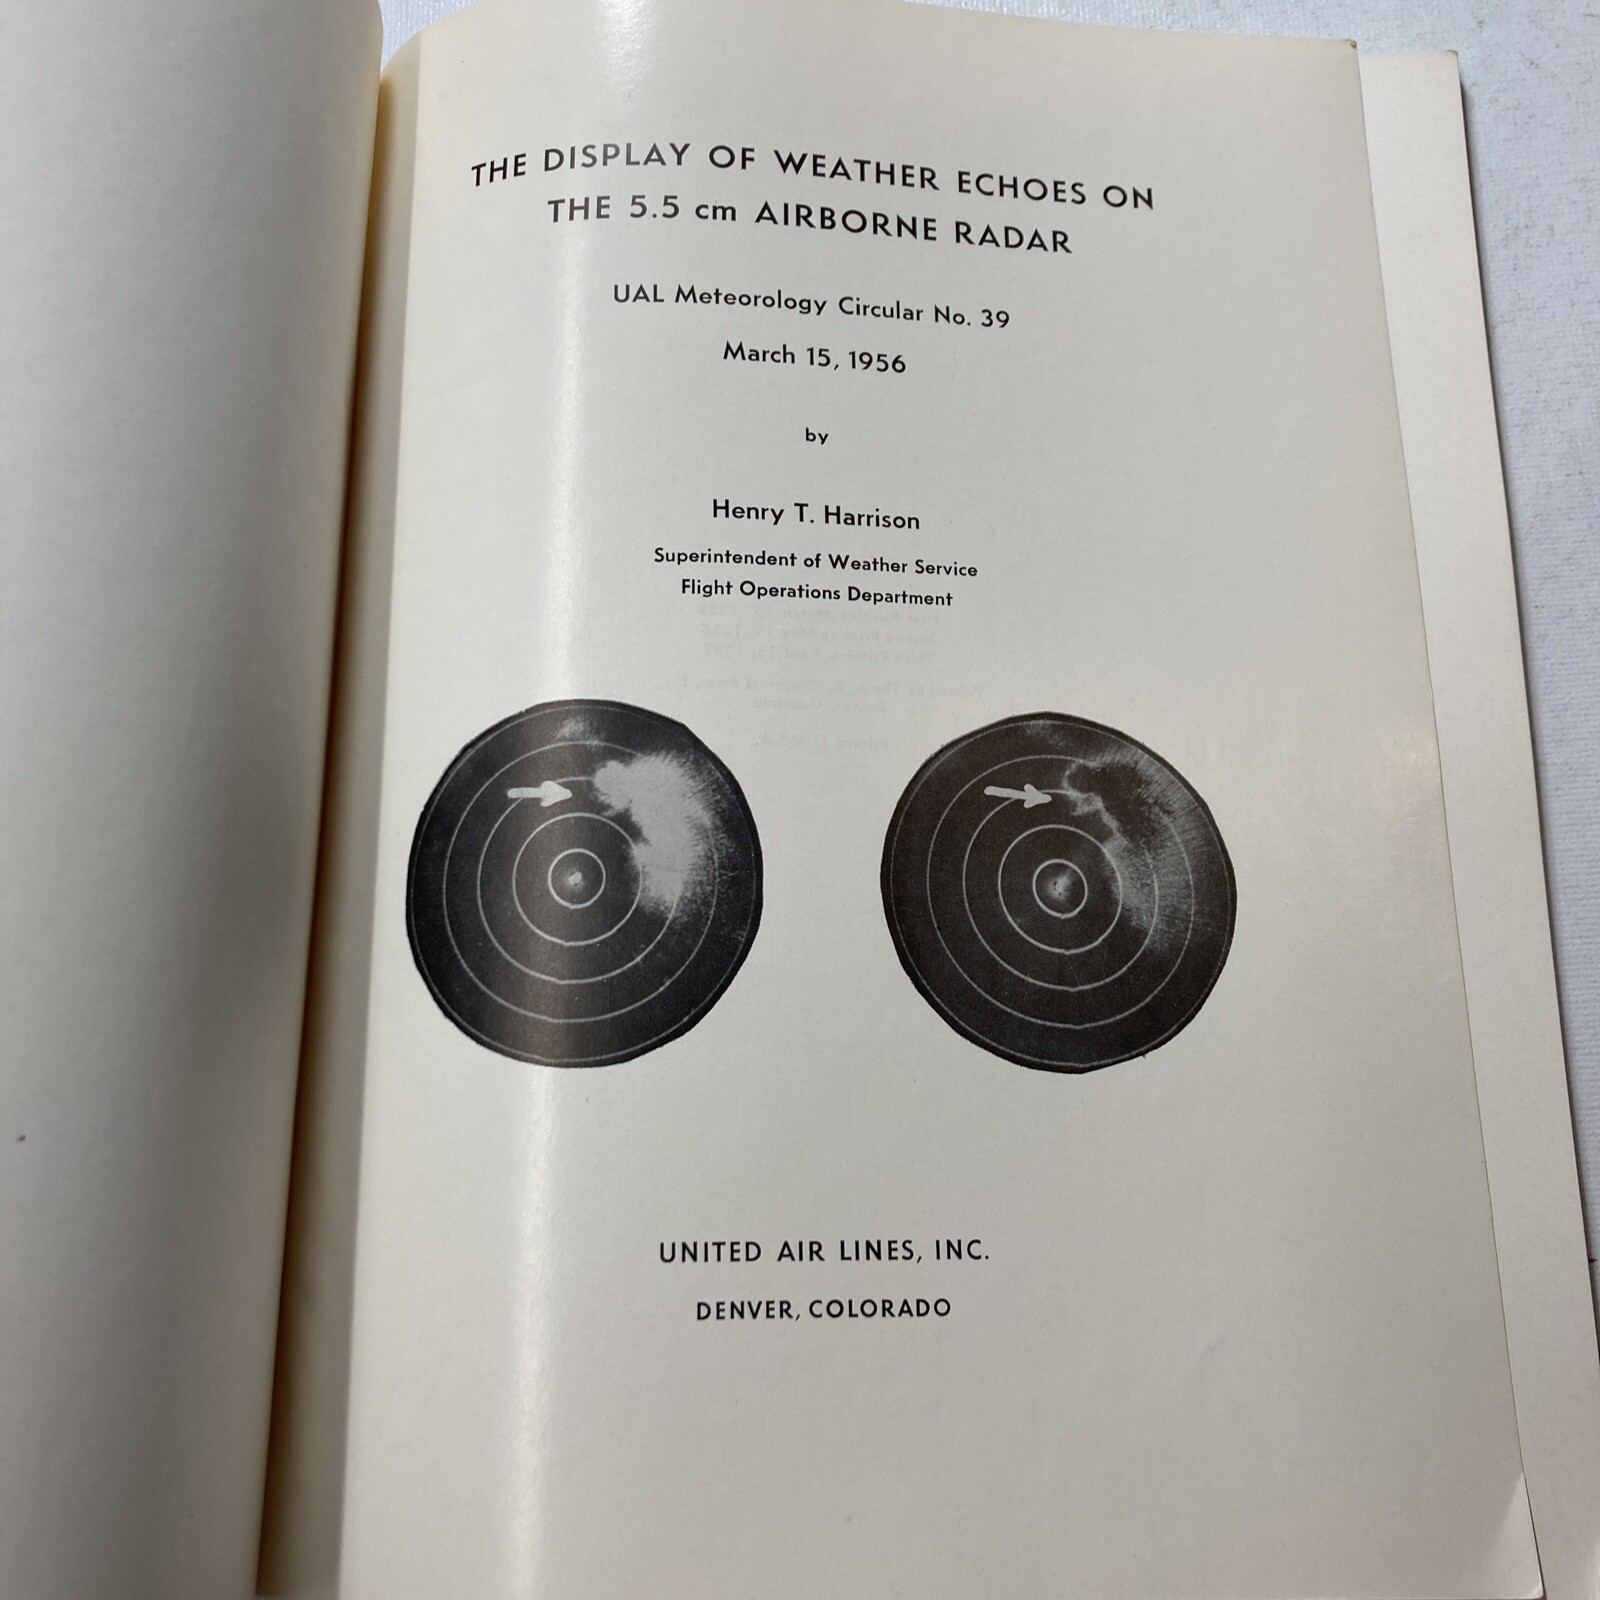 THE DISPLAY OF WEATHER ECHOES ON
THE 5.5 cm AIRBORNE RADAR
UAL Meteorology Circular No. 39
March 15, 1956
by
Henry T. Harrison
Superintendent of Weather Service
Flight Operations Department
UNITED AIR LINES, INC.
DENVER, COLORADO